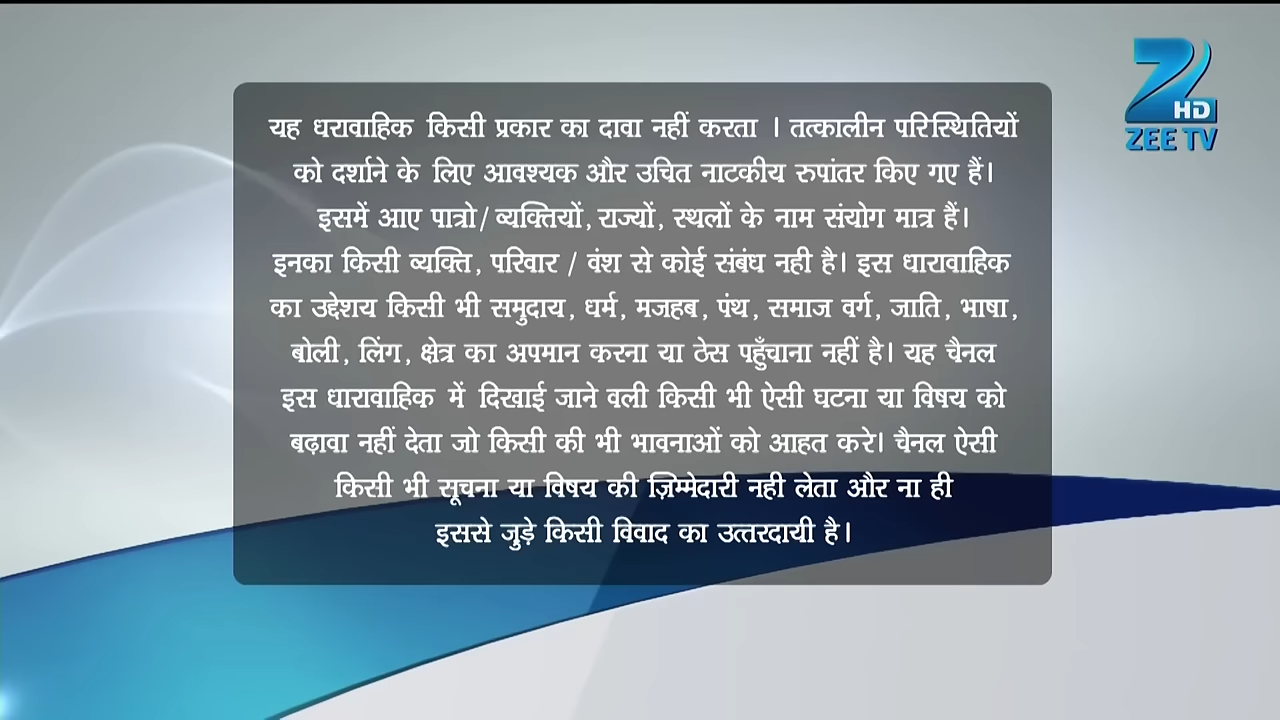 यह धरावाहिक किसी प्रकार का दावा नहीं करता । तत्कालीन परिस्थितियों
को दर्शाने के लिए आवश्यक और उचित नाटकीय रुपांतर किए गए हैं।
इसमें आए पात्रो/व्यक्तियों, राज्यों, स्थलों के नाम संयोग मात्र हैं।
इनका किसी व्यक्ति, परिवार / वंश से कोई संबंध नही है। इस धारावाहिक
का उद्देशय किसी भी समुदाय, धर्म, मजहब, पंथ, समाज वर्ग, जाति, भाषा,
बोली, लिंग, क्षेत्र का अपमान करना या ठेस पहुँचाना नहीं है। यह चैनल
इस धारावाहिक में दिखाई जाने वली किसी भी ऐसी घटना या विषय को
बढ़ावा नहीं देता जो किसी की भी भावनाओं को आहत करे। चैनल ऐसी
किसी भी सूचना या विषय की ज़िम्मेदारी नही लेता और ना ही
इससे जुड़े किसी विवाद का उत्तरदायी है।
HD
ZEE TV